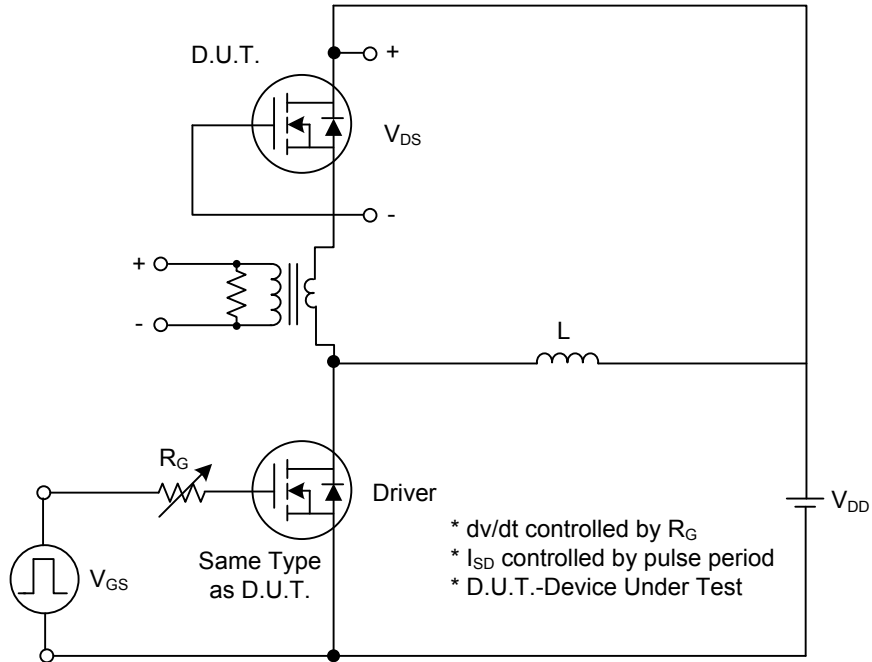 D.U.T.
+
V_DS
-
+
-
L
R_G
Driver
V_DD
Same Type
as D.U.T.
V_GS
* dv/dt controlled by R_G
* I_SD controlled by pulse period
* D.U.T.-Device Under Test